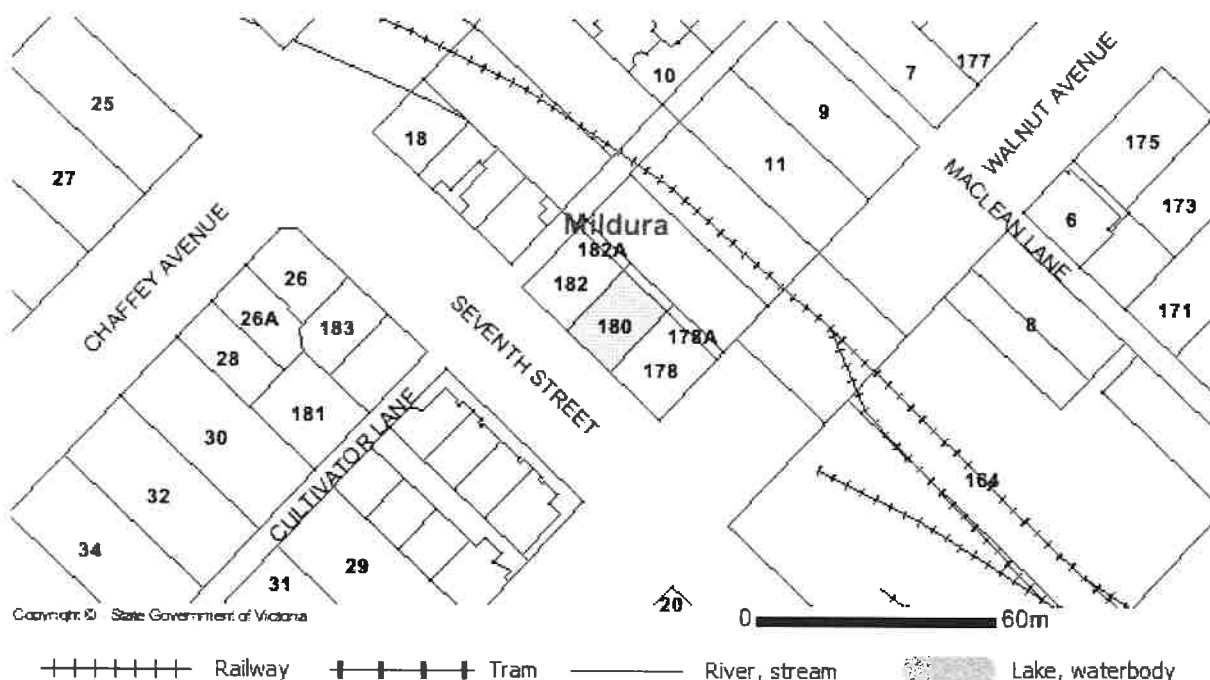 10
7
177
25
9
WALNUT AVENUE
18
11
175
27
MACLEAN LANE
6
173
CHAFFEY AVENUE
Mildura
182A
26
182
26A
183
SEVENTH STREET
180
178A
171
28
8
178
181
30
CULTIVATOR LANE
32
164
34
29
31
20
Copyright © State Government of Victoria
0 60m
Railway Tram River, stream Lake, waterbody